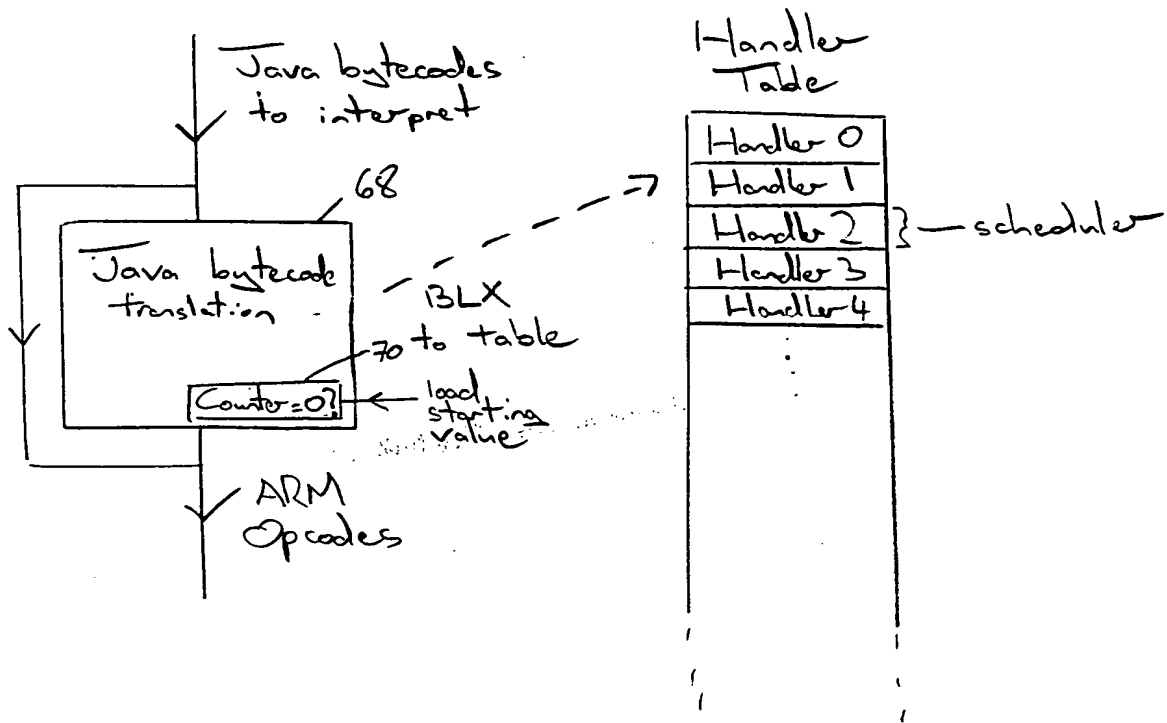 Java bytecodes
to interpret
68
Java bytecode
translation
BLX
to table
70
Counter=0?
load
starting
value
ARM
Opcodes
Handler
Table
Handler 0
Handler 1
Handler 2
scheduler
Handler 3
Handler 4